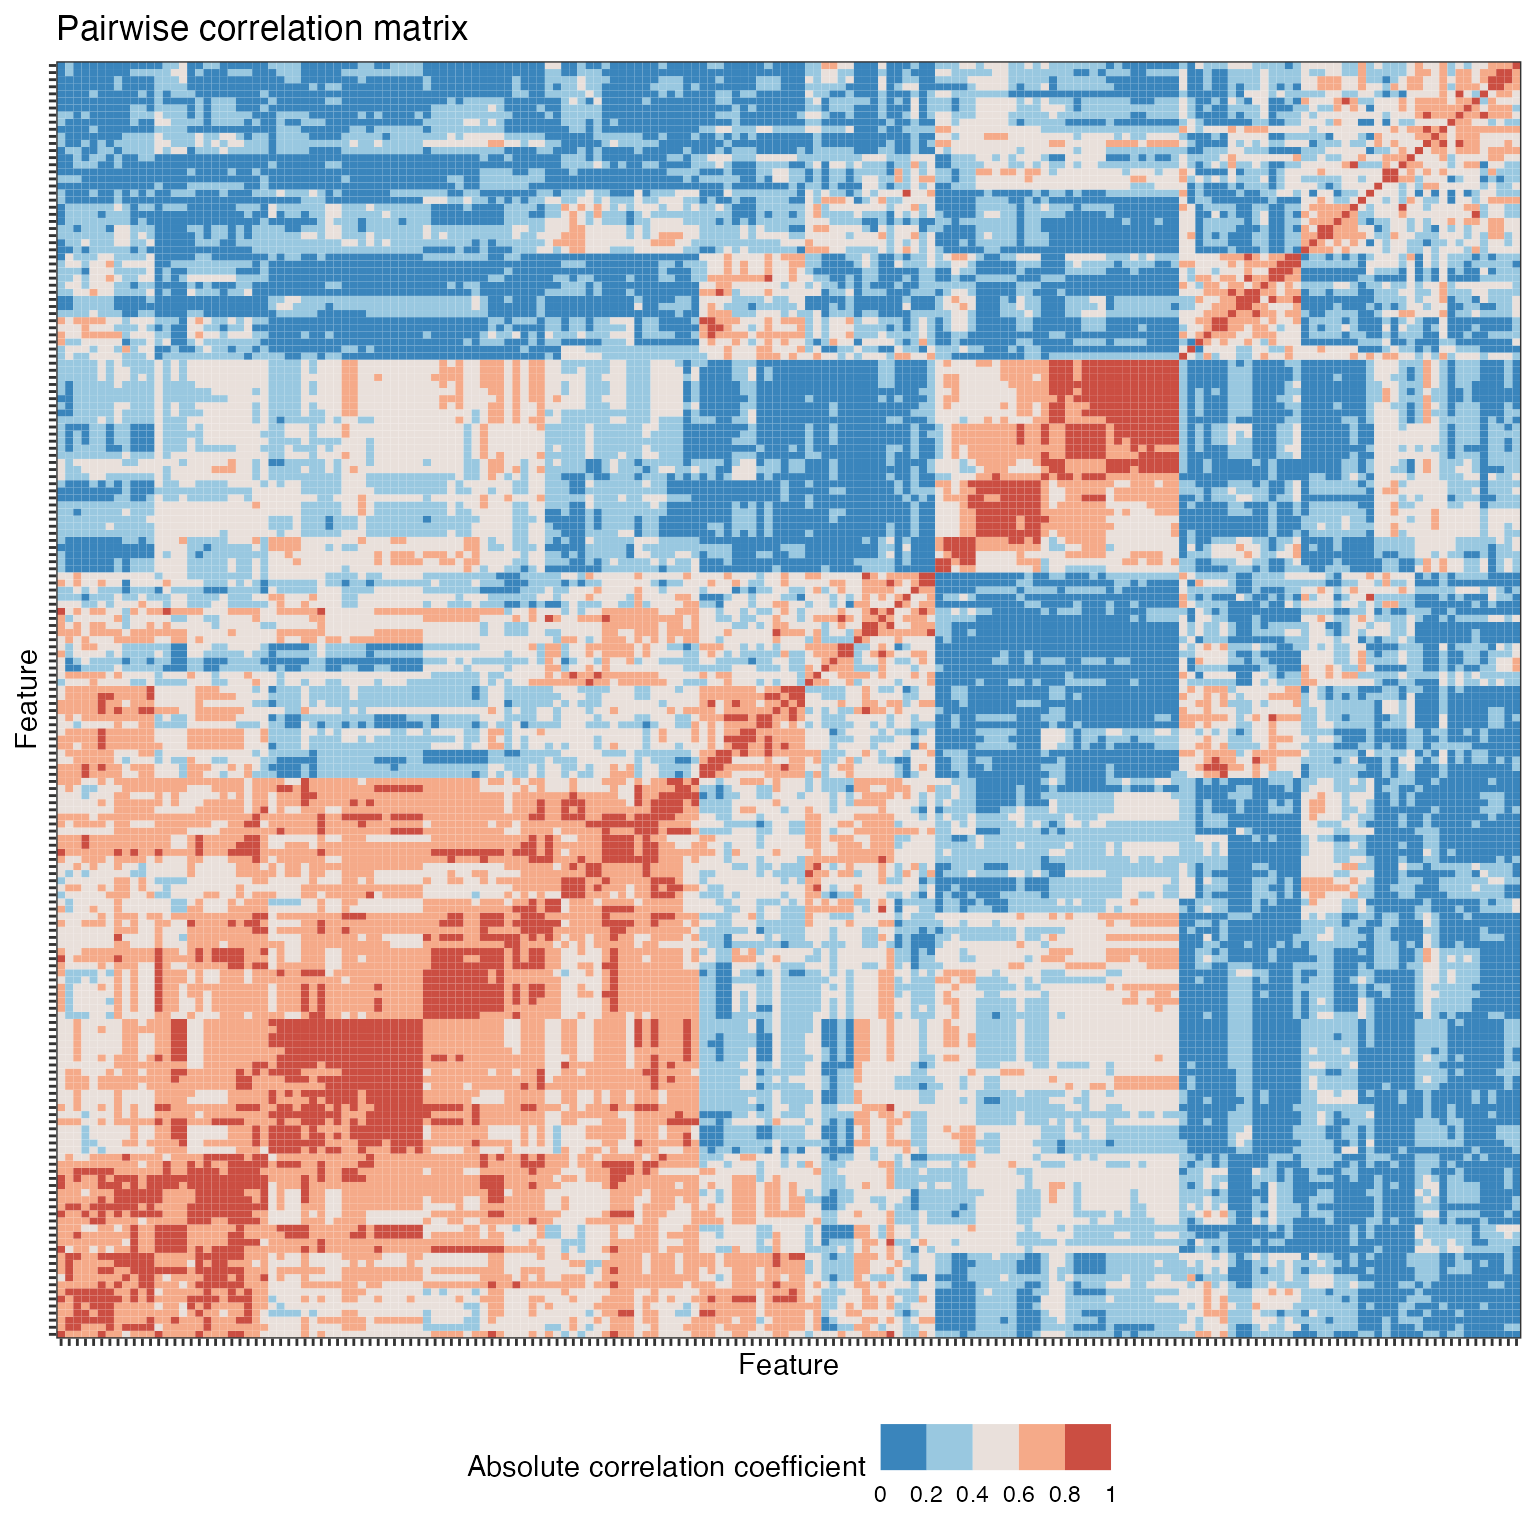 Pairwise correlation matrix
Feature
Feature
Absolute correlation coefficient
0 0.2 0.4 0.6 0.8 1